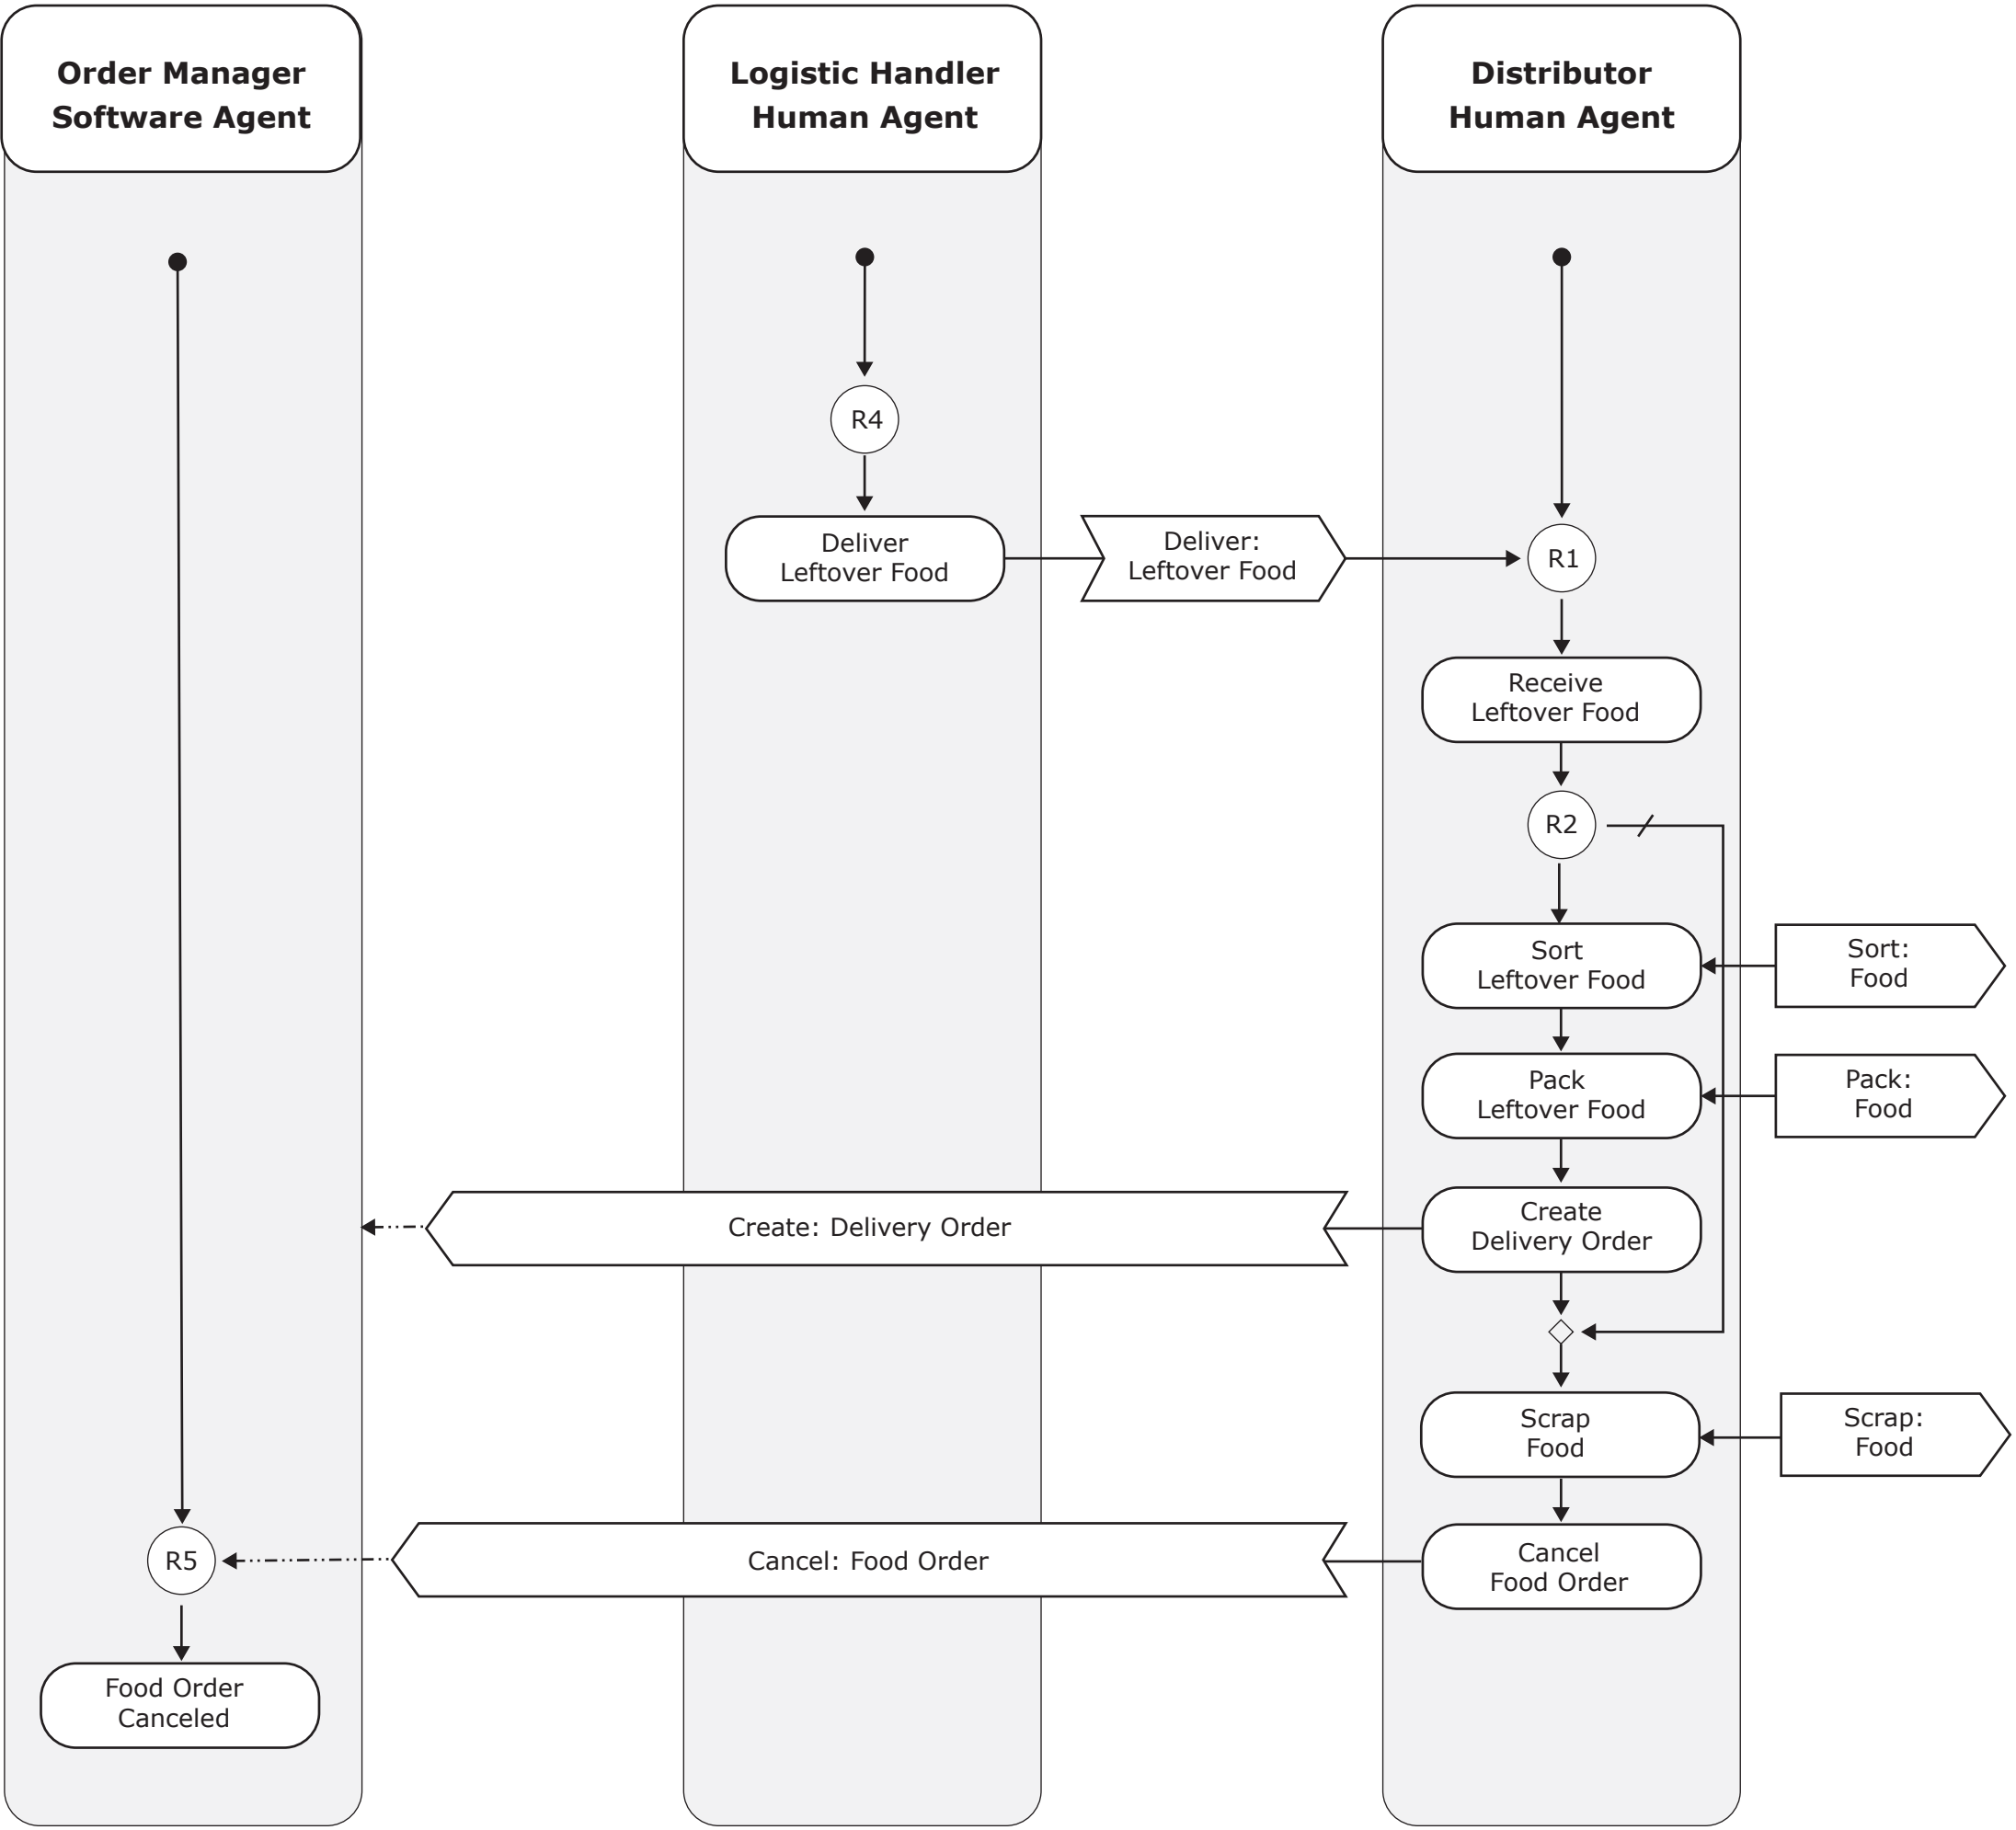 Order Manager
Software Agent
Logistic Handler
Human Agent
Distributor
Human Agent
R4
Deliver
Leftover Food
Deliver:
Leftover Food
R1
Receive
Leftover Food
R2
Sort
Leftover Food
Sort:
Food
Pack
Leftover Food
Pack:
Food
Create: Delivery Order
Create
Delivery Order
Scrap
Food
Scrap:
Food
R5
Cancel: Food Order
Cancel
Food Order
Food Order
Canceled